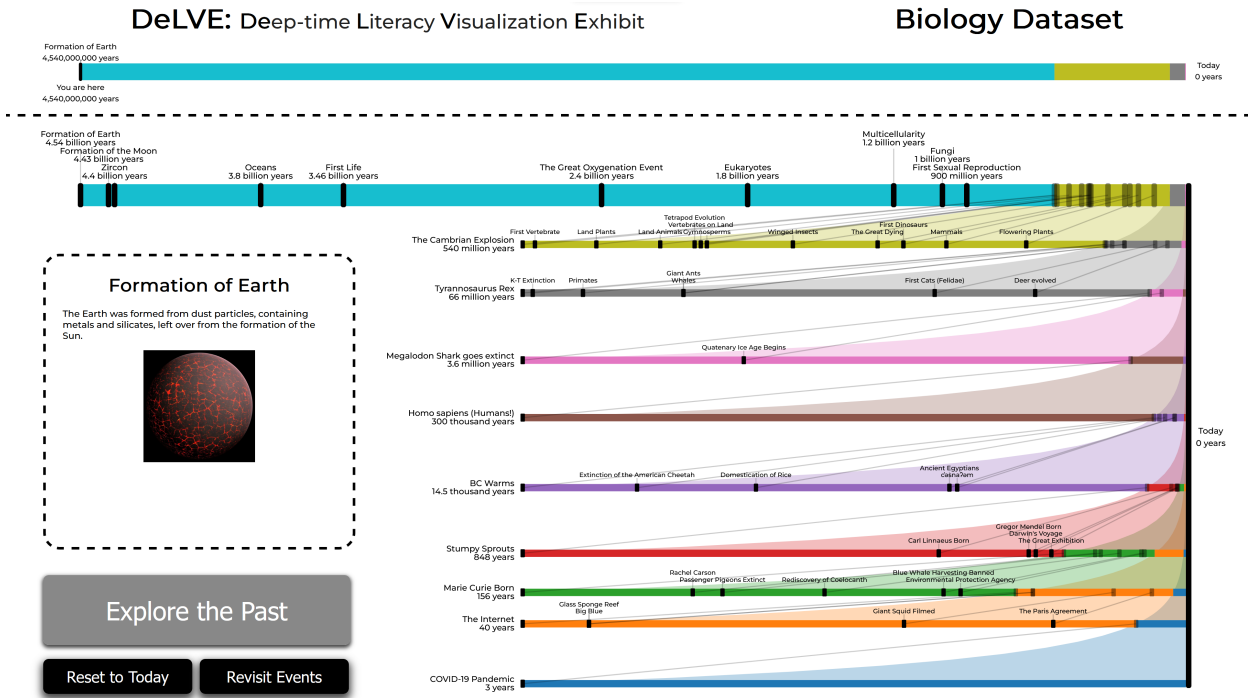 DeLVE: Deep-time Literacy Visualization Exhibit
Biology Dataset
Formation of Earth
4,540,000,000 years
You are here
4,540,000,000 years
Today
0 years
Formation of Earth
4.54 billion years
Formation of the Moon
4.43 billion years
Zircon
4.4 billion years
Oceans
3.8 billion years
First Life
3.46 billion years
The Great Oxygenation Event
2.4 billion years
Eukaryotes
1.8 billion years
Multicellularity
1.2 billion years
Fungi
1 billion years
First Sexual Reproduction
900 million years
The Cambrian Explosion
540 million years
First Vertebrate
Land Plants
Land Animals
Tetrapod Evolution
Vertebrates on Land
Gymnosperms
Winged Insects
The Great Dying
First Dinosaurs
Mammals
Flowering Plants
Tyrannosaurus Rex
66 million years
K-T Extinction
Primates
Giant Ants
Whales
First Cats (Felidae)
Deer evolved
Megalodon Shark goes extinct
3.6 million years
Quatenary Ice Age Begins
Homo sapiens (Humans!)
300 thousand years
BC Warms
14.5 thousand years
Extinction of the American Cheetah
Domestication of Rice
Ancient Egyptians
c̓əsnaʔəm
Stumpy Sprouts
848 years
Carl Linnaeus Born
Gregor Mendel Born
Darwin's Voyage
The Great Exhibition
Marie Curie Born
156 years
Rachel Carson
Passenger Pigeons Extinct
Rediscovery of Coelocanth
Blue Whale Harvesting Banned
Environmental Protection Agency
The Internet
40 years
Glass Sponge Reef
Big Blue
Giant Squid Filmed
The Paris Agreement
COVID-19 Pandemic
3 years
Today
0 years
Formation of Earth
The Earth was formed from dust particles, containing
metals and silicates, left over from the formation of the
Sun.
Explore the Past
Reset to Today
Revisit Events